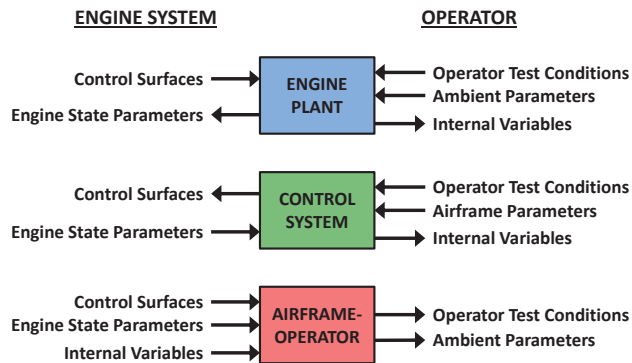 ENGINE SYSTEM
OPERATOR
Control Surfaces
Engine State Parameters
ENGINE
PLANT
Operator Test Conditions
Ambient Parameters
Internal Variables
Control Surfaces
Engine State Parameters
CONTROL
SYSTEM
Operator Test Conditions
Airframe Parameters
Internal Variables
Control Surfaces
Engine State Parameters
Internal Variables
AIRFRAME-
OPERATOR
Operator Test Conditions
Ambient Parameters